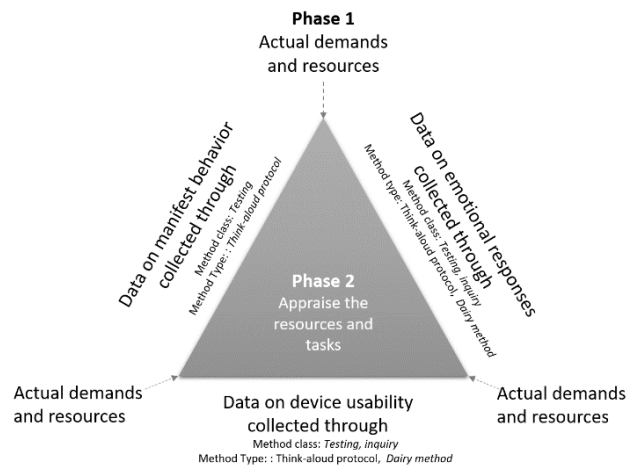 Phase 1
Actual demands
and resources
Data on manifest behavior
collected through
Method class: Testing
Method Type: : Think-aloud protocol
Data on emotional responses
collected through
Method class: Testing, inquiry
Method type: Think-aloud protocol, Dairy method
Phase 2
Appraise the
resources and
tasks
Actual demands
and resources
Actual demands
and resources
Data on device usability
collected through
Method class: Testing, inquiry
Method Type: : Think-aloud protocol, Dairy method